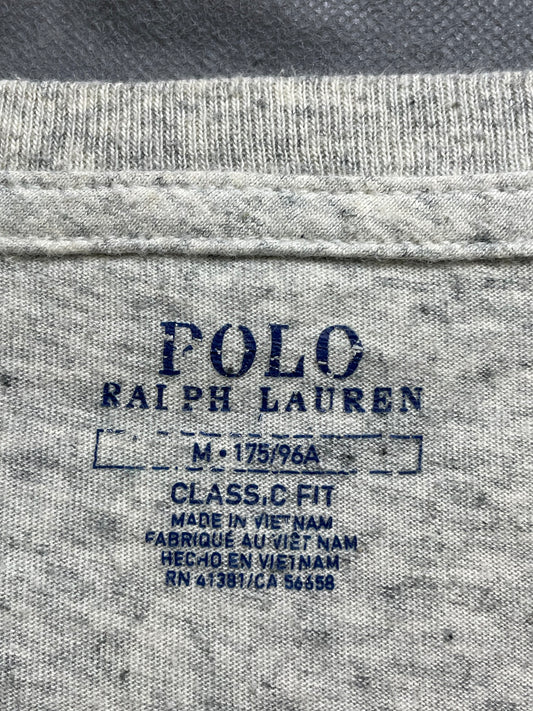 POLO
RALPH LAUREN
M • 175/96A
CLASSIC FIT
MADE IN VIETNAM
FABRIQUÉ AU VIET NAM
HECHO EN VIETNAM
RN 41381/CA 56658